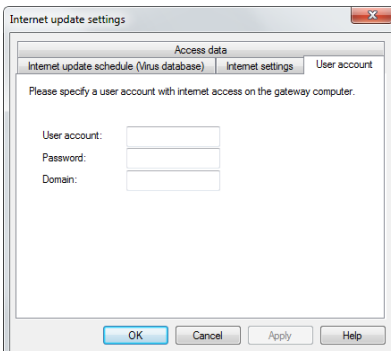 Internet update settings
Access data
Internet update schedule (Virus database) Internet settings User account
Please specify a user account with internet access on the gateway computer.
User account:
Password:
Domain:
OK Cancel Apply Help